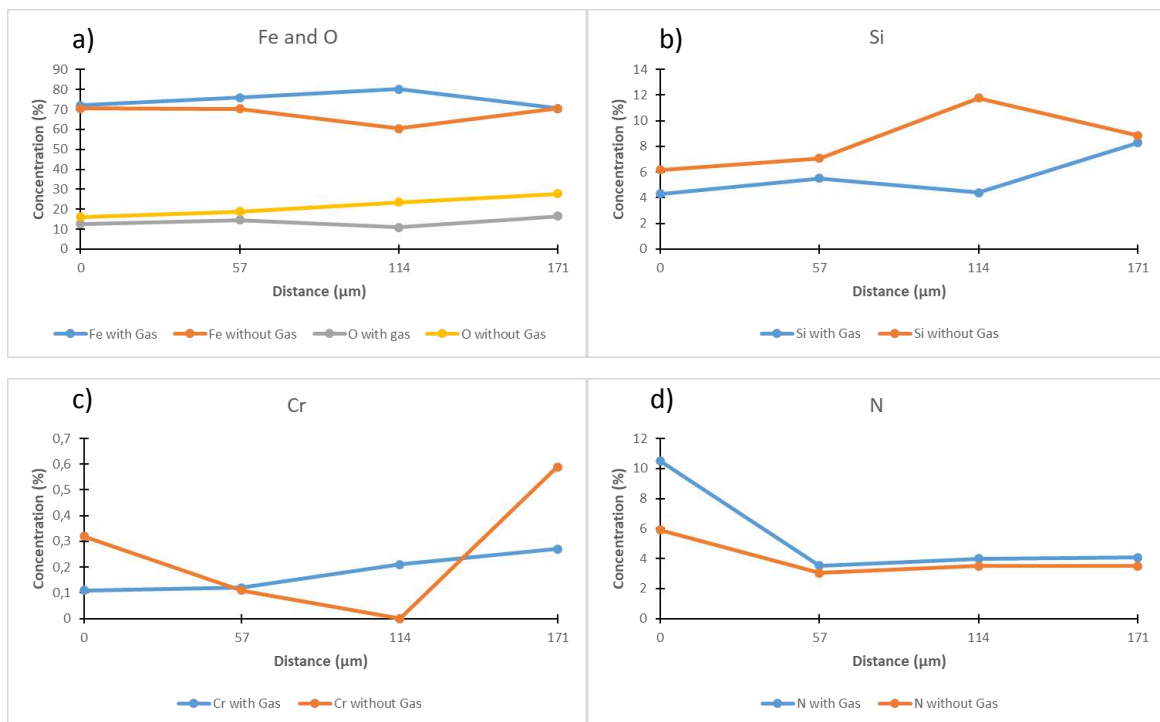 a)
Fe and O
Concentration (%)
90
80
70
60
50
40
30
20
10
0
0 57 114 171
Distance (µm)
Fe with Gas Fe without Gas O with gas O without Gas
b)
Si
Concentration (%)
14
12
10
8
6
4
2
0
0 57 114 171
Distance (µm)
Si with Gas Si without Gas
c)
Cr
Concentration (%)
0,7
0,6
0,5
0,4
0,3
0,2
0,1
0
0 57 114 171
Distance (µm)
Cr with Gas Cr without Gas
d)
N
Concentration (%)
12
10
8
6
4
2
0
0 57 114 171
Distance (µm)
N with Gas N without Gas